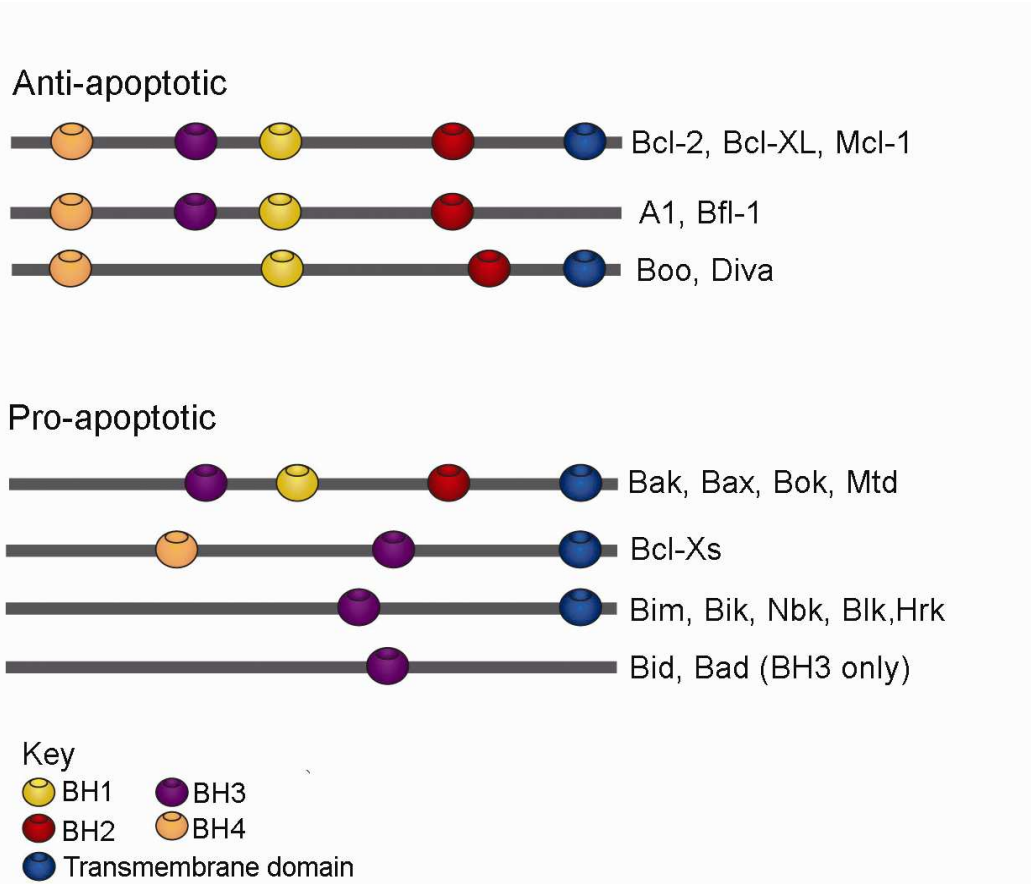 Anti-apoptotic
Bcl-2, Bcl-XL, Mcl-1
A1, Bfl-1
Boo, Diva
Pro-apoptotic
Bak, Bax, Bok, Mtd
Bcl-Xs
Bim, Bik, Nbk, Blk,Hrk
Bid, Bad (BH3 only)
Key
BH1 BH3
BH2 BH4
Transmembrane domain